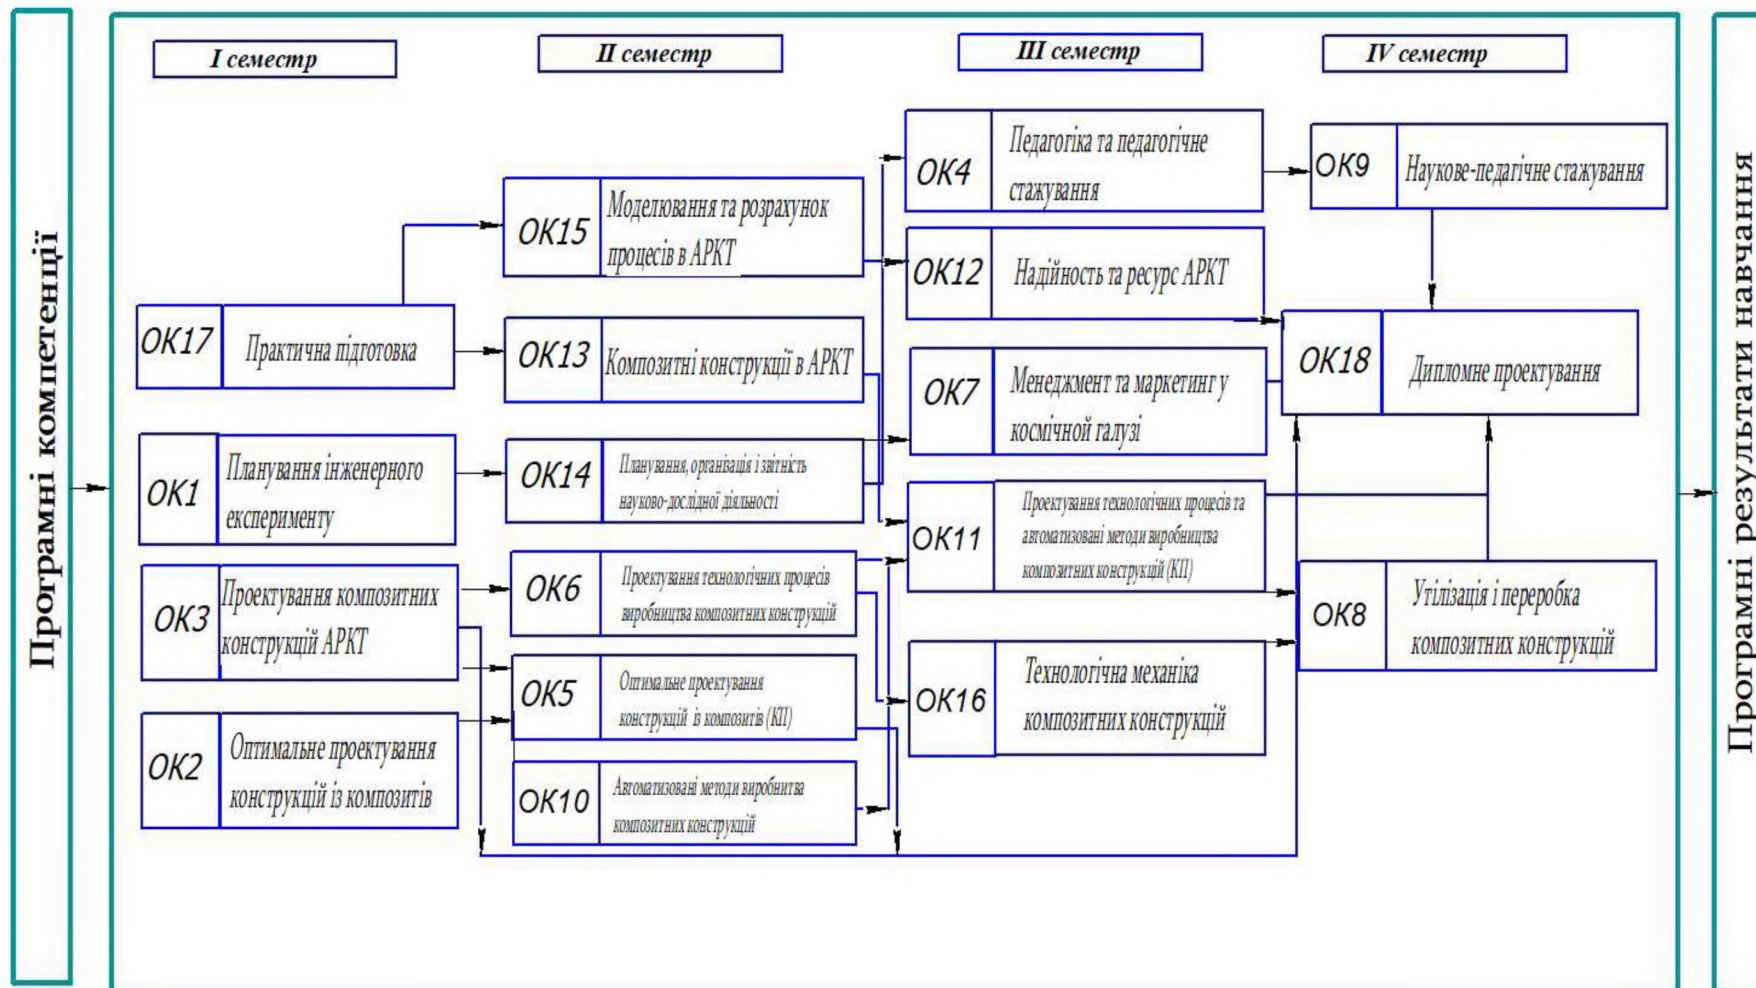 Програмні компетенції
I семестр
II семестр
III семестр
IV семестр
ОК17
Практична підготовка
ОК1
Планування інженерного
експерименту
ОК3
Проектування композитних
конструкцій АРКТ
ОК2
Оптимальне проектування
конструкцій із композитів
ОК15
Моделювання та розрахунок
процесів в АРКТ
ОК13
Композитні конструкції в АРКТ
ОК14
Планування, організація і звітність
науково-дослідної діяльності
ОК6
Проектування технологічних процесів
виробництва композитних конструкцій
ОК5
Оптимальне проектування
конструкцій із композитів (КП)
ОК10
Автоматизовані методи виробнитва
композитних конструкцій
ОК4
Педагогіка та педагогічне
стажування
ОК12
Надійность та ресурс АРКТ
ОК7
Менеджмент та маркетинг у
космічной галузі
ОК11
Проектування технологічних процесів та
автоматизовані методи виробництва
композитних конструкцій (КП)
ОК16
Технологічна механіка
композитних конструкцій
ОК9
Наукове-педагічне стажування
ОК18
Дипломне проектування
ОК8
Утілізація і переробка
композитних конструкцій
Програмні результати навчання